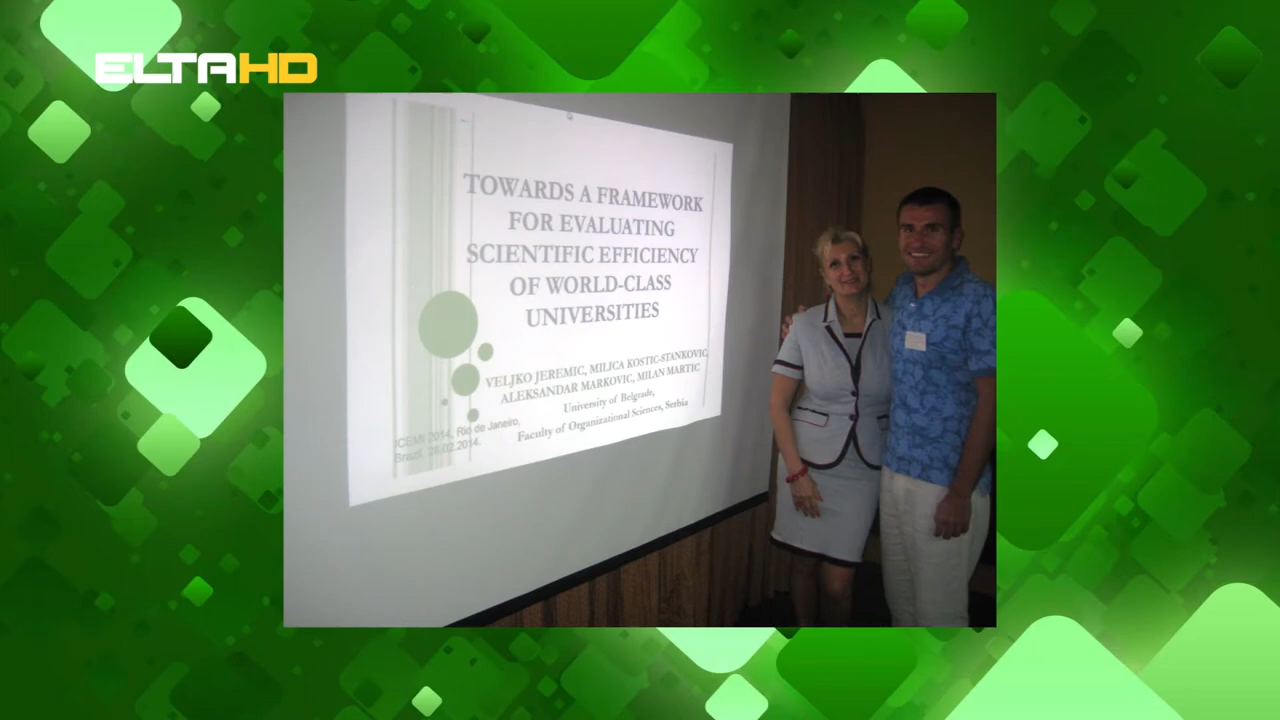 ELTAHD
TOWARDS A FRAMEWORK
FOR EVALUATING
SCIENTIFIC EFFICIENCY
OF WORLD-CLASS
UNIVERSITIES
VELJKO JEREMIC, MILICA KOSTIC-STANKOVIC,
ALEKSANDAR MARKOVIC, MILAN MARTIC
University of Belgrade,
Faculty of Organizational Sciences, Serbia
ICEMI 2014, Rio de Janeiro,
Brazil, 26.02.2014.